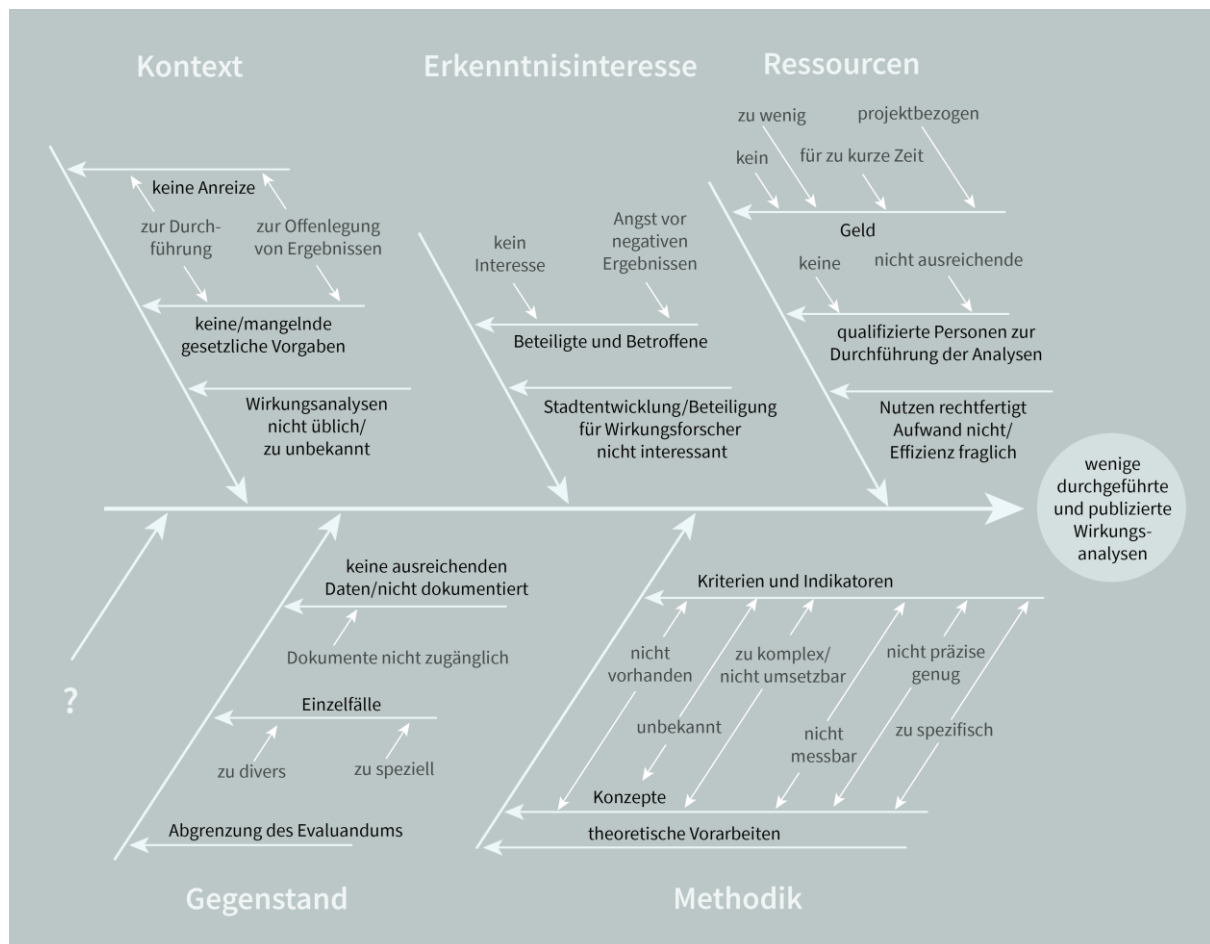 Kontext
keine Anreize
zur Durch-
führung
zur Offenlegung
von Ergebnissen
keine/mangelnde
gesetzliche Vorgaben
Wirkungsanalysen
nicht üblich/
zu unbekannt
Erkenntnisinteresse
kein
Interesse
Angst vor
negativen
Ergebnissen
Beteiligte und Betroffene
Stadtentwicklung/Beteiligung
für Wirkungsforscher
nicht interessant
Ressourcen
zu wenig
projektbezogen
kein
für zu kurze Zeit
Geld
keine
nicht ausreichende
qualifizierte Personen zur
Durchführung der Analysen
Nutzen rechtfertigt
Aufwand nicht/
Effizienz fraglich
wenige
durchgeführte
und publizierte
Wirkungs-
analysen
?
keine ausreichenden
Daten/nicht dokumentiert
Dokumente nicht zugänglich
Einzelfälle
zu divers
zu speziell
Abgrenzung des Evaluandums
Gegenstand
Kriterien und Indikatoren
nicht
vorhanden
zu komplex/
nicht umsetzbar
nicht präzise
genug
unbekannt
nicht
messbar
zu spezifisch
Konzepte
theoretische Vorarbeiten
Methodik